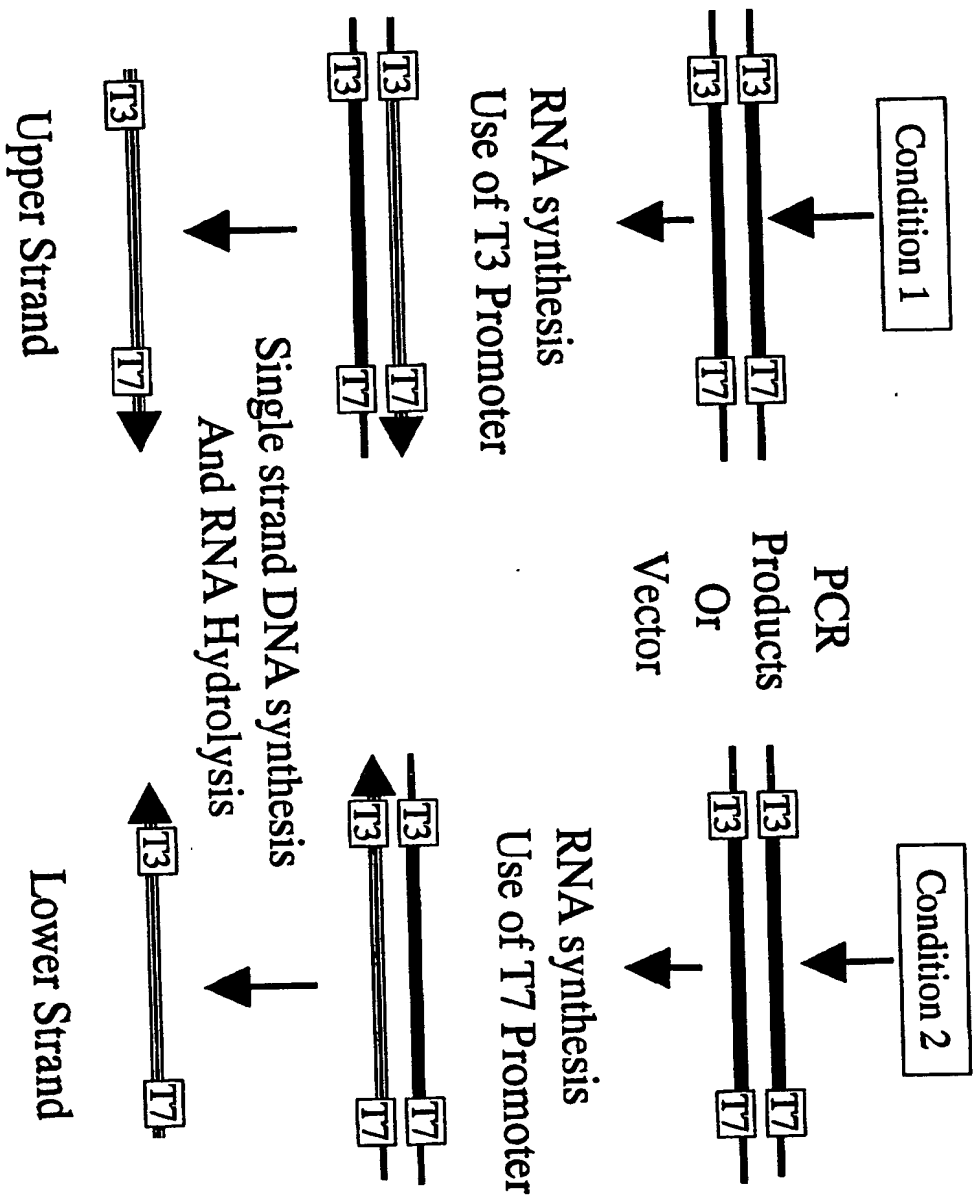 Condition 1
Condition 2
T3 T7
T3 T7
T3 T7
T3 T7
PCR
Products
Or
Vector
RNA synthesis
Use of T3 Promoter
RNA synthesis
Use of T7 Promoter
T3 T7
T3 T7
T3 T7
T3 T7
Single strand DNA synthesis
And RNA Hydrolysis
T3 T7
T3 T7
Upper Strand
Lower Strand